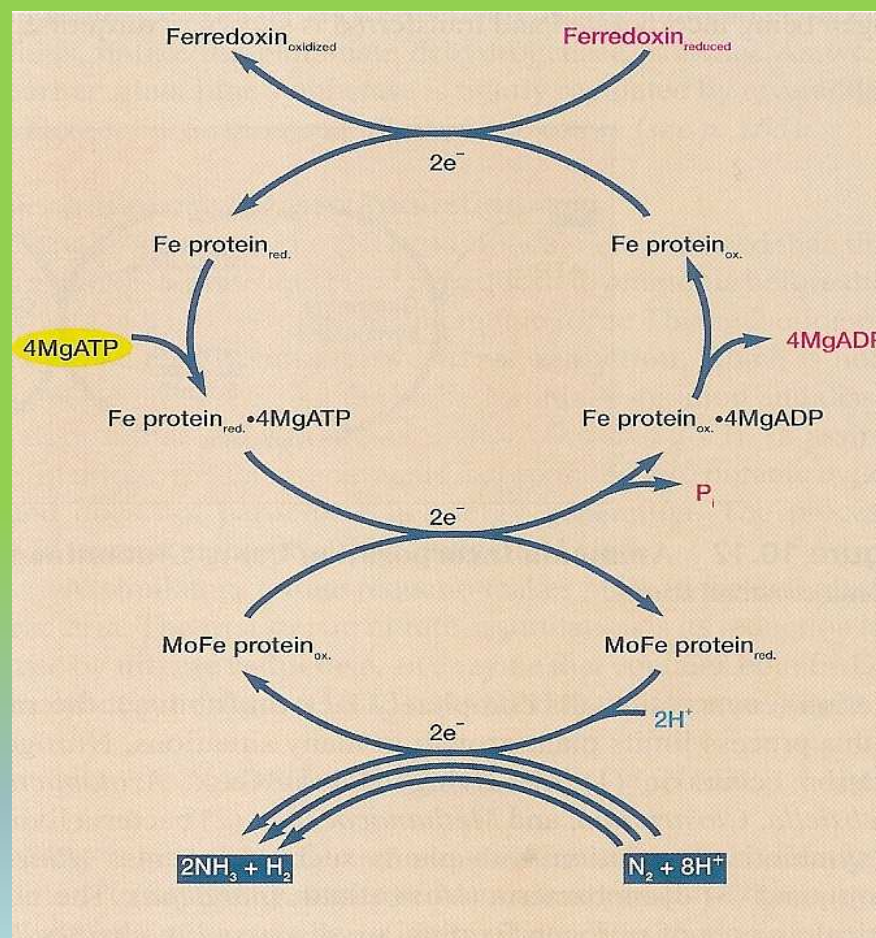 Ferredoxin oxidized Ferredoxin reduced
2e⁻
Fe protein red. Fe protein ox.
4MgATP 4MgADP
Fe protein red.•4MgATP Fe protein ox.•4MgADP
Pi
2e⁻
MoFe protein ox. MoFe protein red.
2H⁺
2e⁻
2NH₃ + H₂ N₂ + 8H⁺